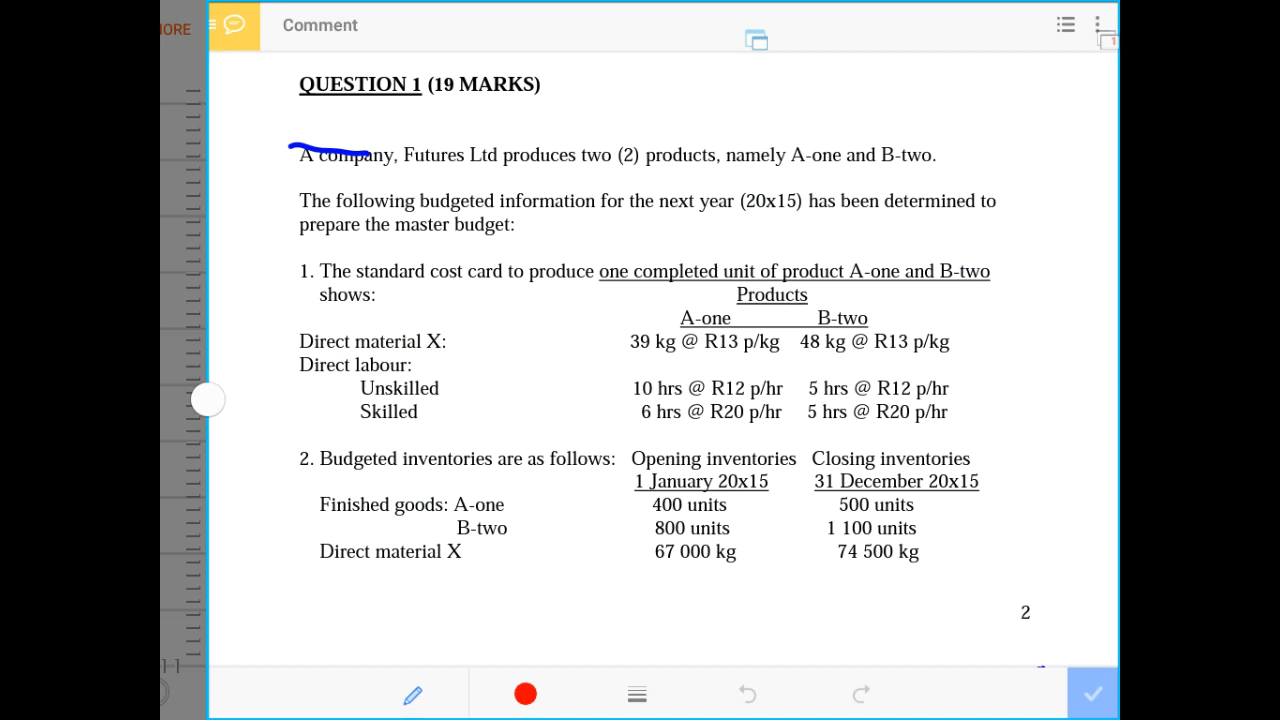 ORE
Comment
1
QUESTION 1 (19 MARKS)
A company, Futures Ltd produces two (2) products, namely A-one and B-two.
The following budgeted information for the next year (20x15) has been determined to
prepare the master budget:
1. The standard cost card to produce one completed unit of product A-one and B-two
shows: Products
A-one B-two
Direct material X: 39 kg @ R13 p/kg 48 kg @ R13 p/kg
Direct labour:
Unskilled 10 hrs @ R12 p/hr 5 hrs @ R12 p/hr
Skilled 6 hrs @ R20 p/hr 5 hrs @ R20 p/hr
2. Budgeted inventories are as follows: Opening inventories Closing inventories
1 January 20x15 31 December 20x15
Finished goods: A-one 400 units 500 units
B-two 800 units 1 100 units
Direct material X 67 000 kg 74 500 kg
2